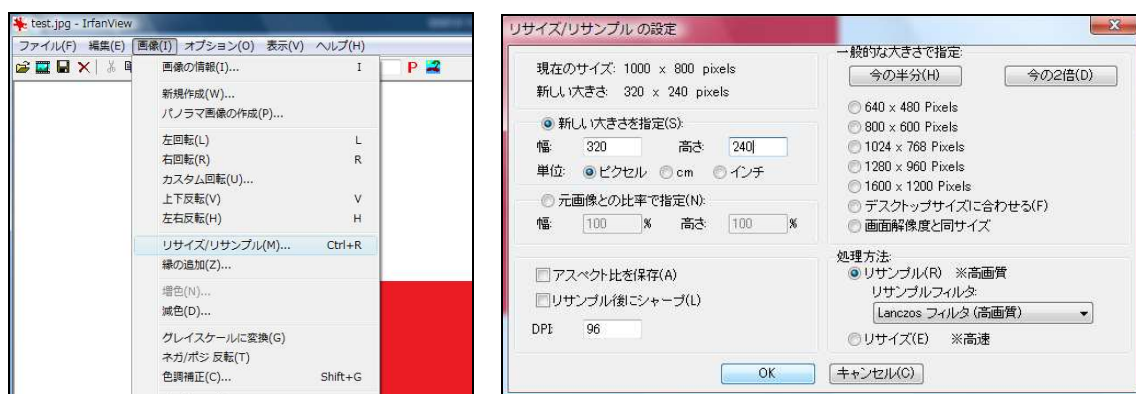 test.jpg - IrfanView
ファイル(F) 編集(E) 画像(I) オプション(O) 表示(V) ヘルプ(H)
P
画像の情報(I)... I
新規作成(W)...
パノラマ画像の作成(P)...
左回転(L) L
右回転(R) R
カスタム回転(U)...
上下反転(V) V
左右反転(H) H
リサイズ/リサンプル(M)... Ctrl+R
縁の追加(Z)...
増色(N)...
減色(D)...
グレイスケールに変換(G)
ネガ/ポジ 反転(T)
色調補正(C)... Shift+G
リサイズ/リサンプル の設定
現在のサイズ: 1000 x 800 pixels
新しい大きさ: 320 x 240 pixels
新しい大きさを指定(S):
幅: 320 高さ: 240
単位: ピクセル cm インチ
元画像との比率で指定(N):
幅: 100 % 高さ: 100 %
アスペクト比を保存(A)
リサンプル後にシャープ(L)
DPI: 96
一般的な大きさで指定:
今の半分(H) 今の2倍(D)
640 x 480 Pixels
800 x 600 Pixels
1024 x 768 Pixels
1280 x 960 Pixels
1600 x 1200 Pixels
デスクトップサイズに合わせる(F)
画面解像度と同サイズ
処理方法:
リサンプル(R) ※高画質
リサンプルフィルタ:
Lanczos フィルタ (高画質)
リサイズ(E) ※高速
OK キャンセル(C)